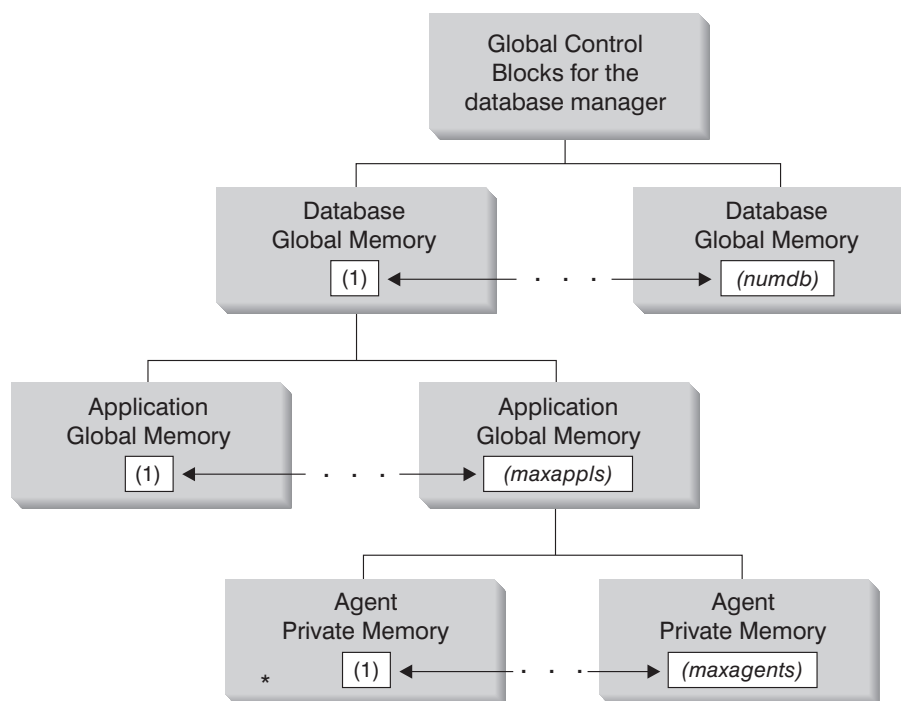 Global Control
Blocks for the
database manager
Database
Global Memory
(1)
. . .
Database
Global Memory
(numdb)
Application
Global Memory
(1)
. . .
Application
Global Memory
(maxappls)
Agent
Private Memory
(1)
*
. . .
Agent
Private Memory
(maxagents)